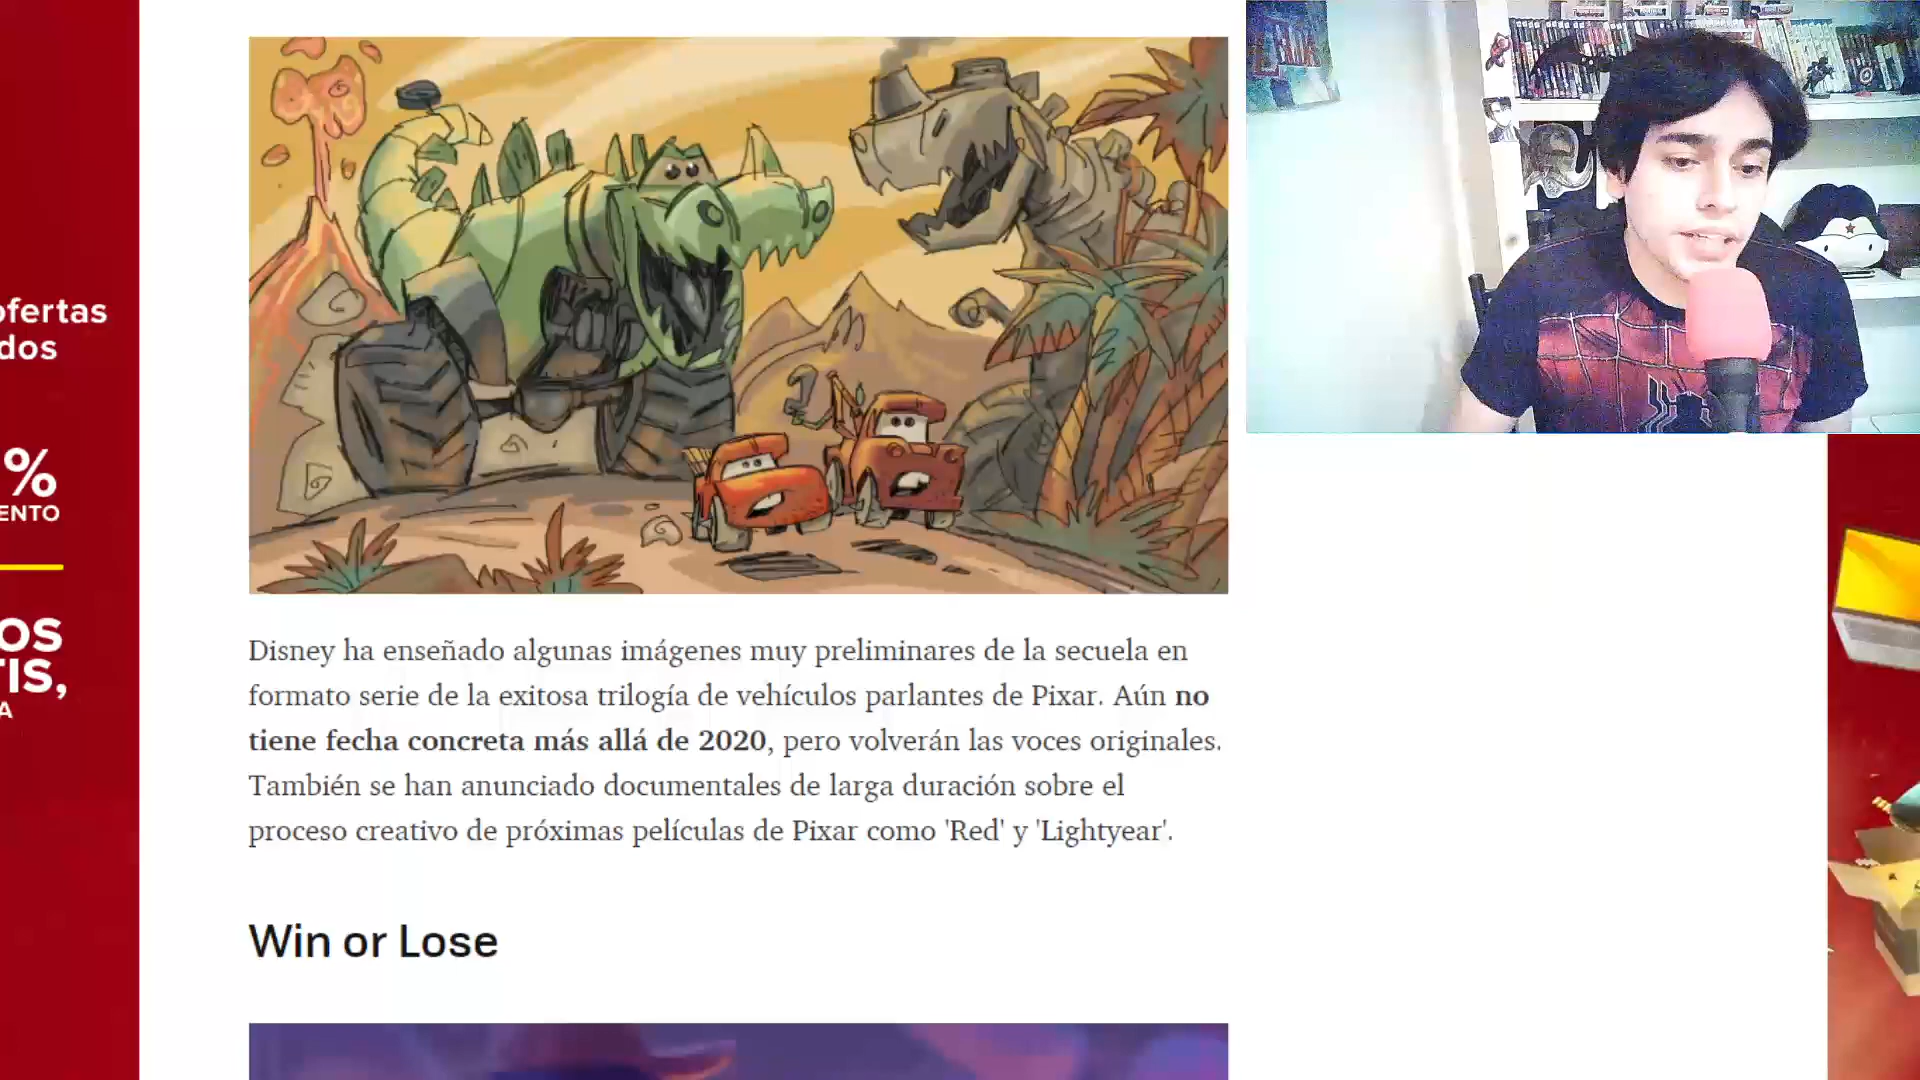 ofertas
dos
%
ENTO
OS
TIS,
A
Disney ha enseñado algunas imágenes muy preliminares de la secuela en
formato serie de la exitosa trilogía de vehículos parlantes de Pixar. Aún no
tiene fecha concreta más allá de 2020, pero volverán las voces originales.
También se han anunciado documentales de larga duración sobre el
proceso creativo de próximas películas de Pixar como 'Red' y 'Lightyear'.
Win or Lose